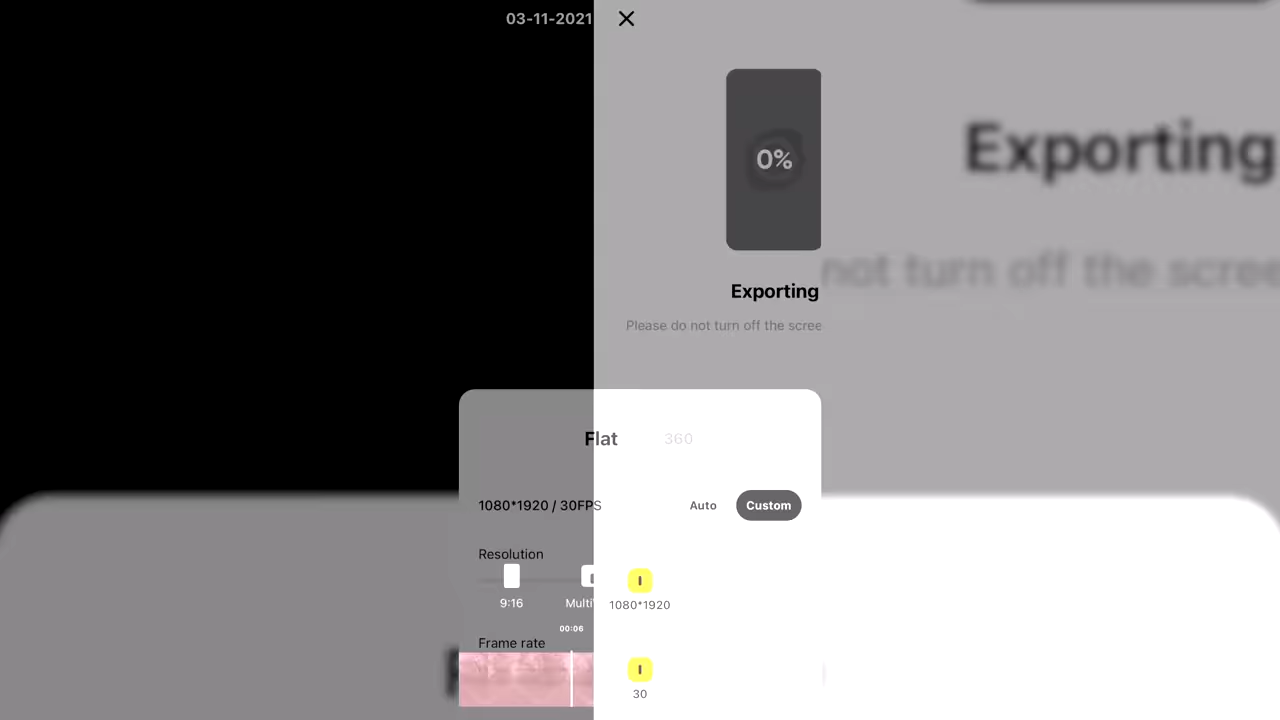 03-11-2021
0%
Exporting
Exporting
not turn off the scree
Please do not turn off the scree
Flat 360
1080*1920 / 30FPS Auto Custom
Resolution
9:16 Multi 1080*1920
00:06
Frame rate
30